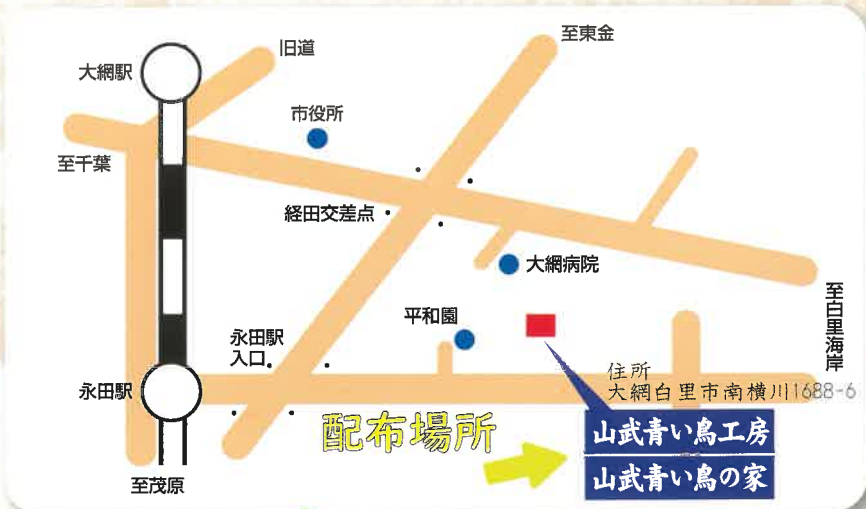 旧道
至東金
大網駅
市役所
至千葉
経田交差点
大網病院
至白里海岸
平和園
永田駅
入口
住所
大網白里市南横川1688-6
永田駅
配布場所
山武青い鳥工房
山武青い鳥の家
至茂原